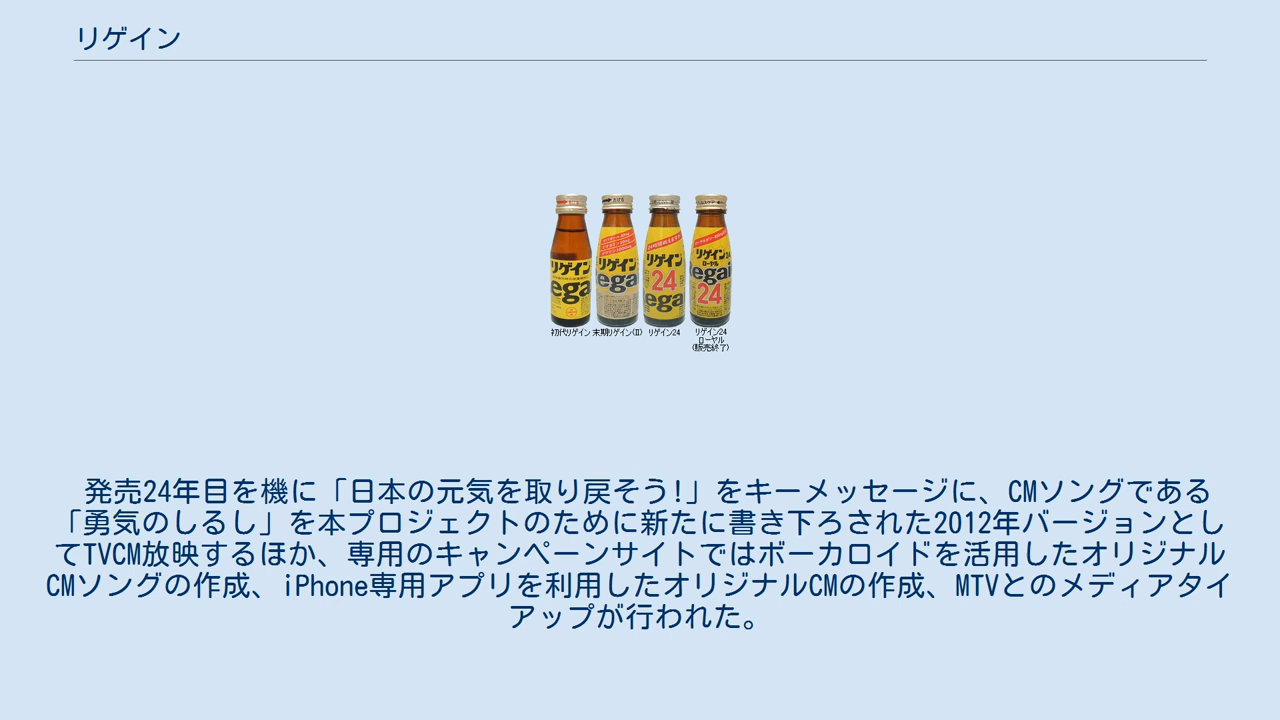 リゲイン
リゲイン
リゲイン
リゲイン
リゲイン
ega
ega
24
ega
ローヤル
egai
24
初代リゲイン
末期リゲイン(II)
リゲイン24
リゲイン24
ローヤル
(販売終了)
発売24年目を機に「日本の元気を取り戻そう!」をキーメッセージに、CMソングである
「勇気のしるし」を本プロジェクトのために新たに書き下ろされた2012年バージョンとし
てTVCM放映するほか、専用のキャンペーンサイトではボーカロイドを活用したオリジナル
CMソングの作成、iPhone専用アプリを利用したオリジナルCMの作成、MTVとのメディアタイ
アップが行われた。